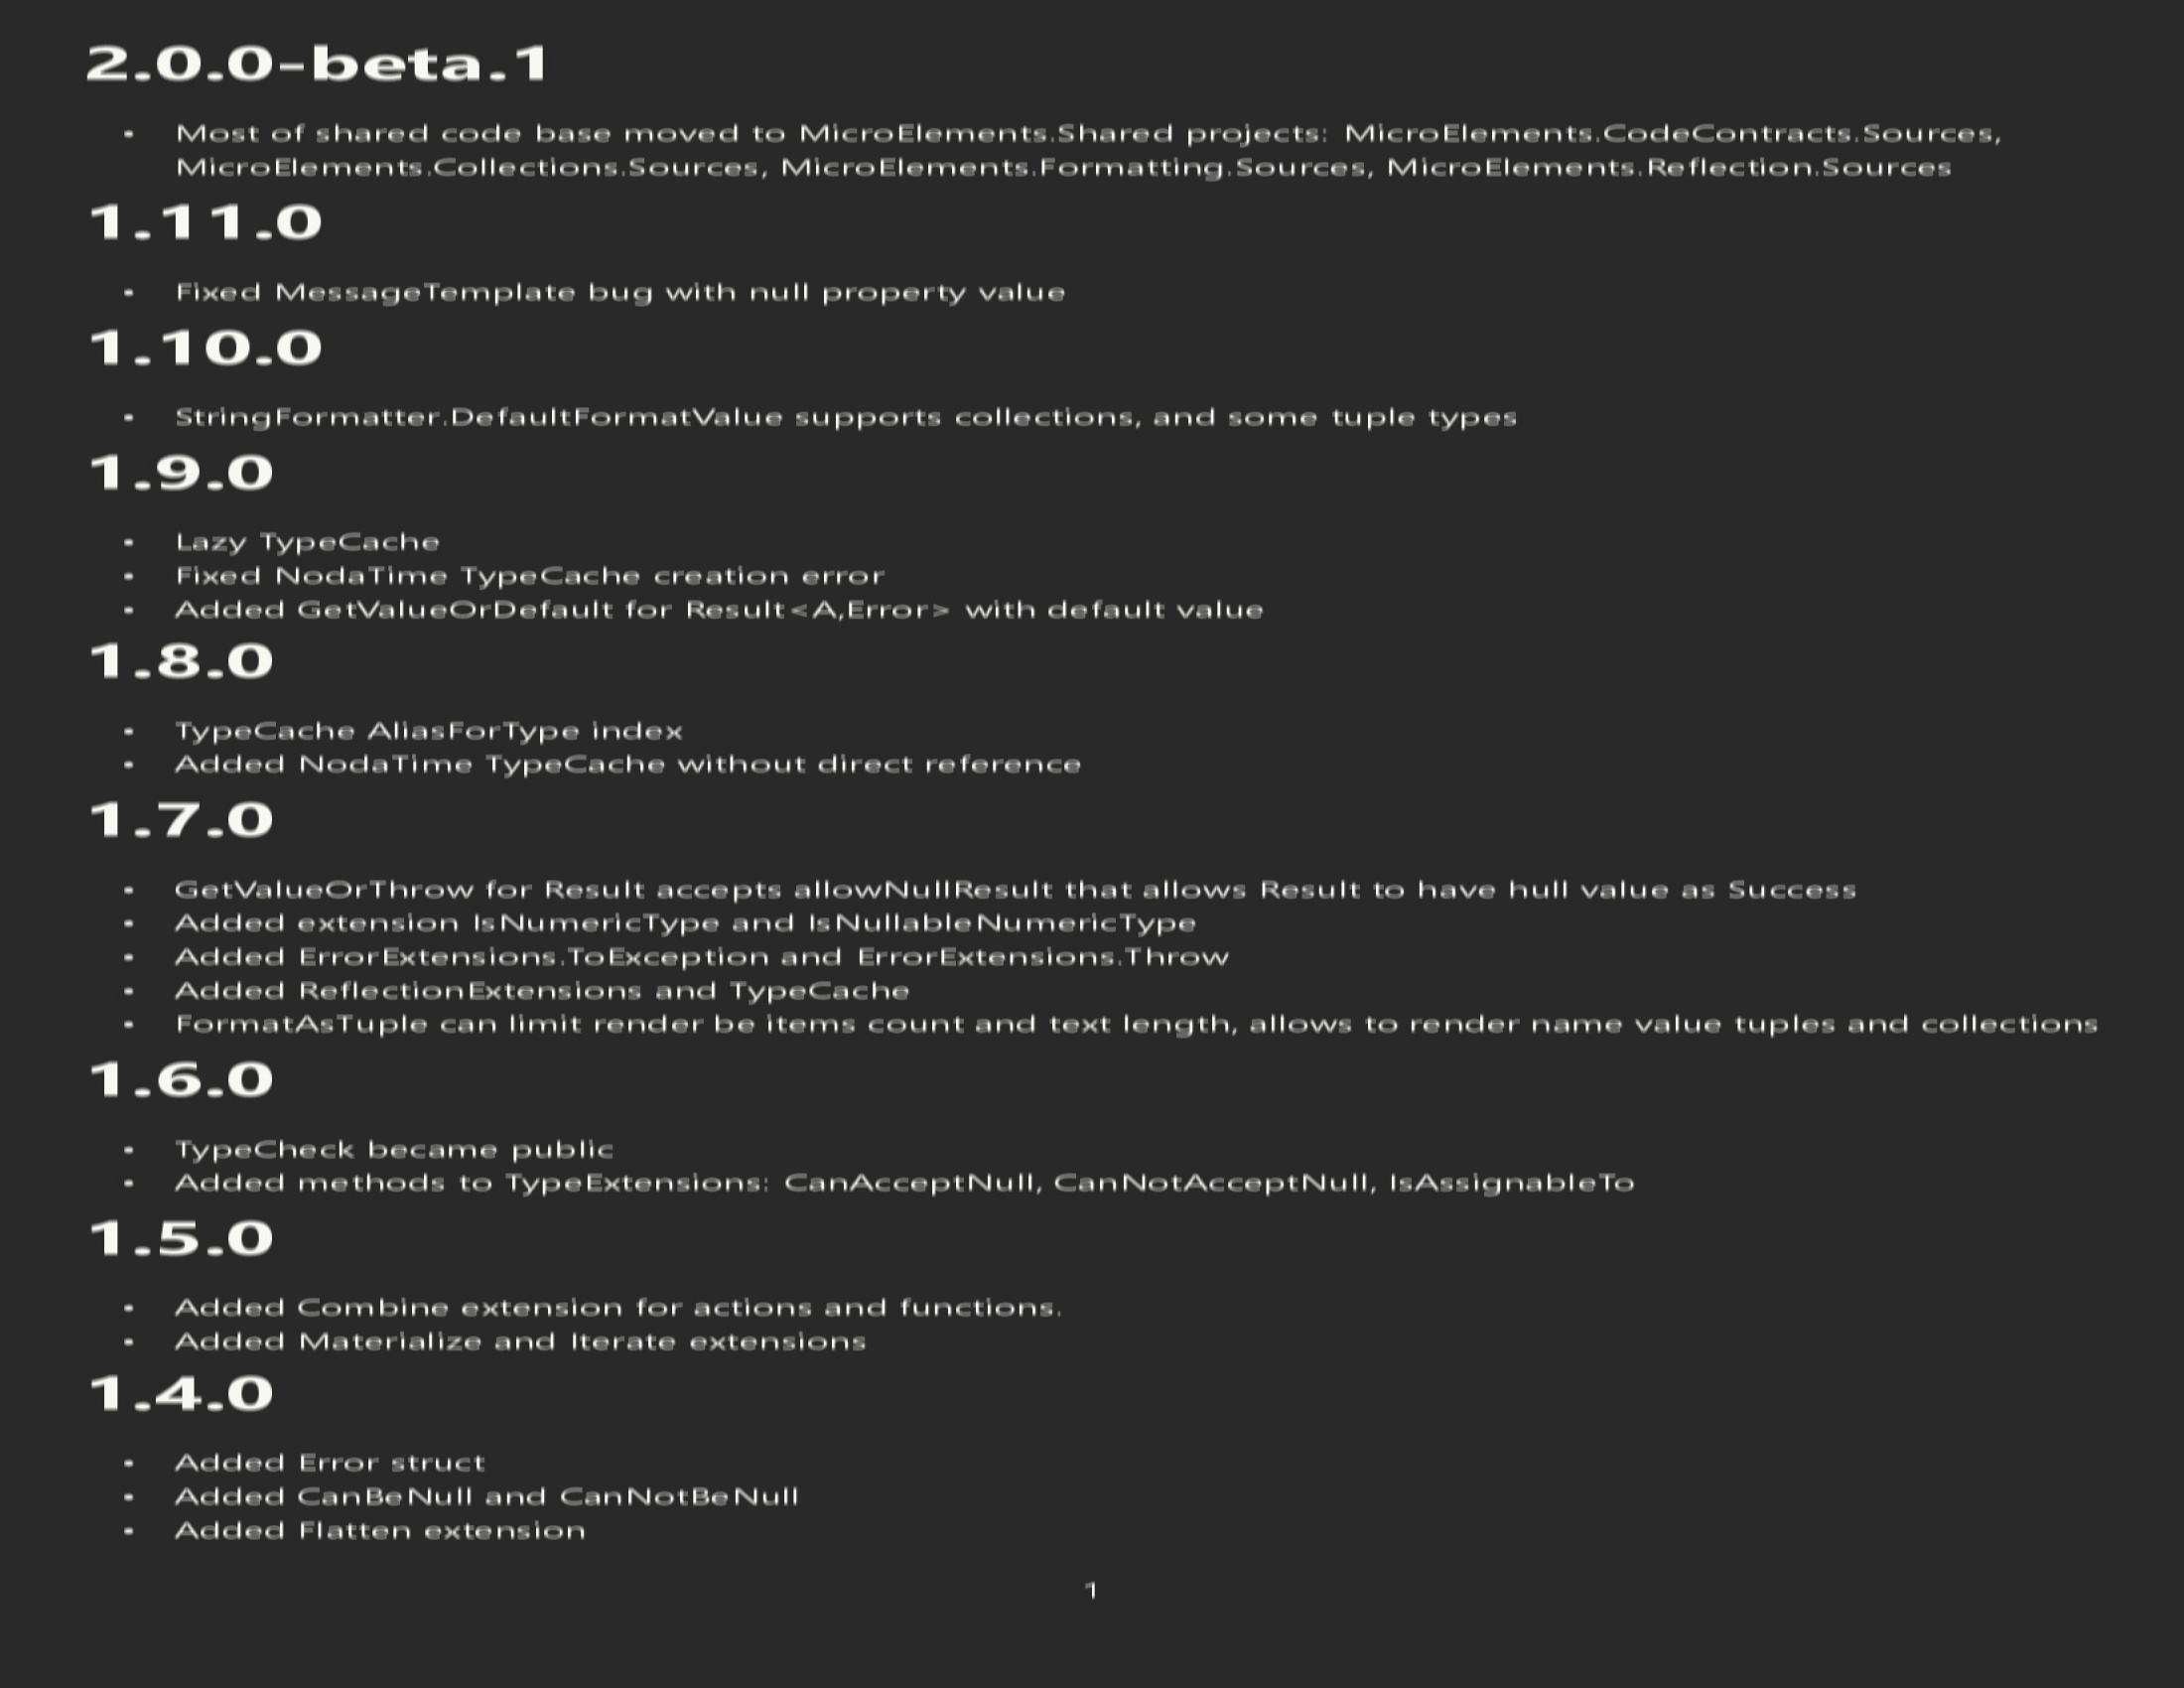 2.0.0-beta.1
• Most of shared code base moved to MicroElements.Shared projects: MicroElements.CodeContracts.Sources,
MicroElements.Collections.Sources, MicroElements.Formatting.Sources, MicroElements.Reflection.Sources
1.11.0
• Fixed MessageTemplate bug with null property value
1.10.0
• StringFormatter.DefaultFormatValue supports collections, and some tuple types
1.9.0
• Lazy TypeCache
• Fixed NodaTime TypeCache creation error
• Added GetValueOrDefault for Result<A,Error> with default value
1.8.0
• TypeCache AliasForType index
• Added NodaTime TypeCache without direct reference
1.7.0
• GetValueOrThrow for Result accepts allowNullResult that allows Result to have hull value as Success
• Added extension IsNumericType and IsNullableNumericType
• Added ErrorExtensions.ToException and ErrorExtensions.Throw
• Added ReflectionExtensions and TypeCache
• FormatAsTuple can limit render be items count and text length, allows to render name value tuples and collections
1.6.0
• TypeCheck became public
• Added methods to TypeExtensions: CanAcceptNull, CanNotAcceptNull, IsAssignableTo
1.5.0
• Added Combine extension for actions and functions.
• Added Materialize and Iterate extensions
1.4.0
• Added Error struct
• Added CanBeNull and CanNotBeNull
• Added Flatten extension
1